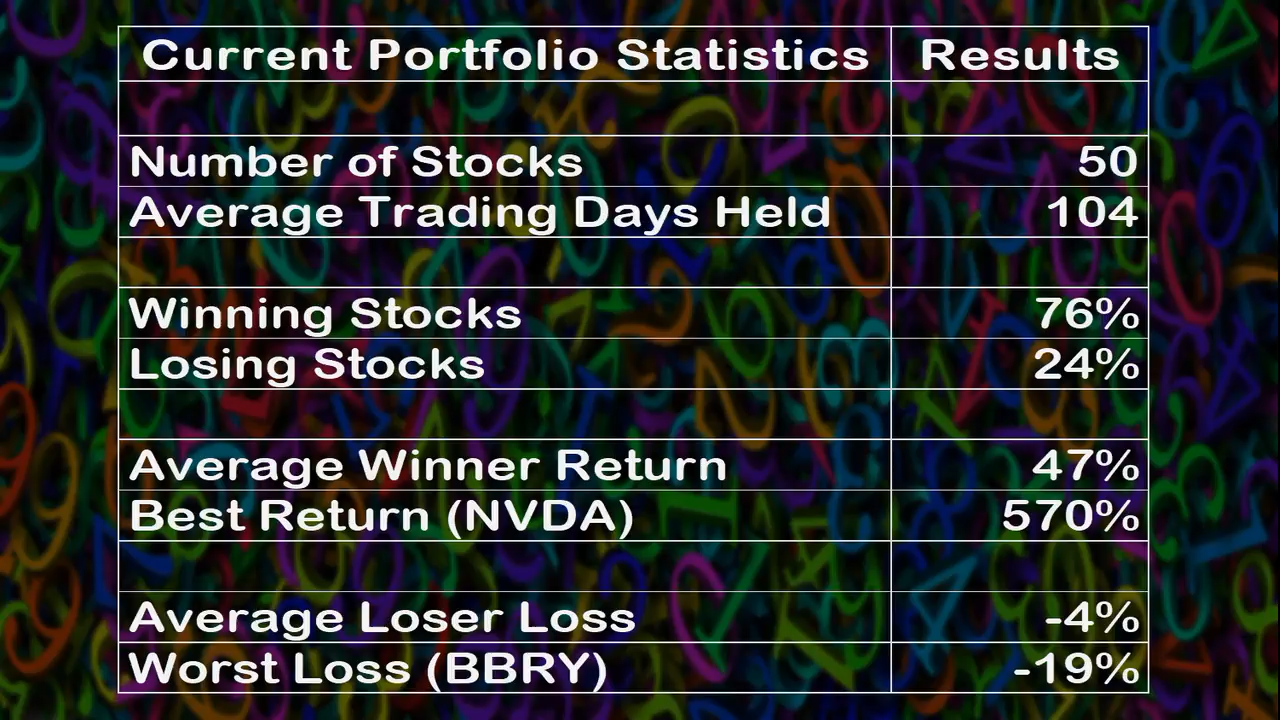 Current Portfolio Statistics Results
Number of Stocks 50
Average Trading Days Held 104
Winning Stocks 76%
Losing Stocks 24%
Average Winner Return 47%
Best Return (NVDA) 570%
Average Loser Loss -4%
Worst Loss (BBRY) -19%